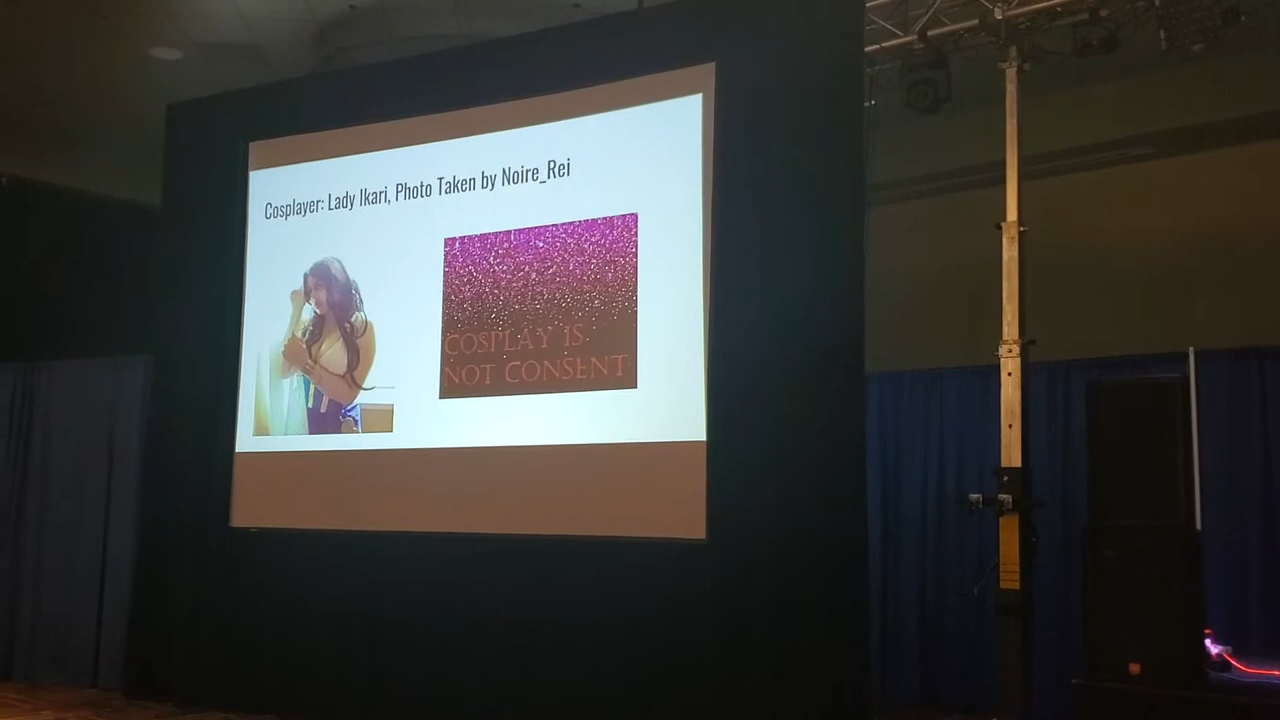 Cosplayer: Lady Ikari, Photo Taken by Noire_Rei
COSPLAY IS
NOT CONSENT